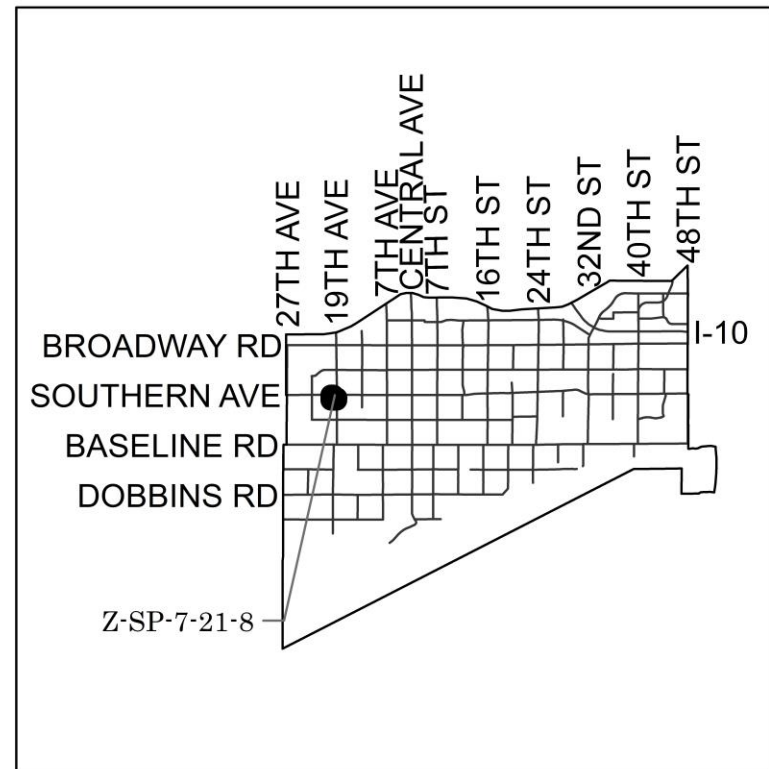 27TH AVE
19TH AVE
7TH AVE
CENTRAL AVE
7TH ST
16TH ST
24TH ST
32ND ST
40TH ST
48TH ST
BROADWAY RD
I-10
SOUTHERN AVE
BASELINE RD
DOBBINS RD
Z-SP-7-21-8